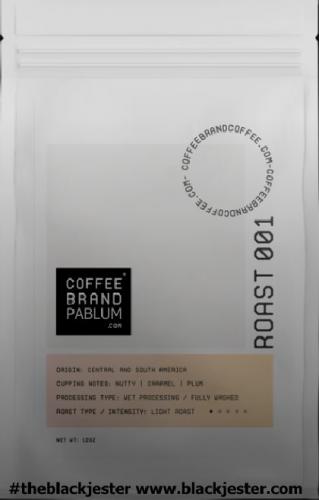 COFFEEBRANDCOFFEE.COM-COFFEEBRANDCOFFEE.COM-
ROAST 001
COFFEE
BRAND
PABLUM
.COM
ORIGIN: CENTRAL AND SOUTH AMERICA
CUPPING NOTES: NUTTY | CARAMEL | PLUM
PROCESSING TYPE: WET PROCESSING / FULLY WASHED
ROAST TYPE / INTENSITY: LIGHT ROAST
NET WT: 12OZ
#theblackjester www.blackjester.com